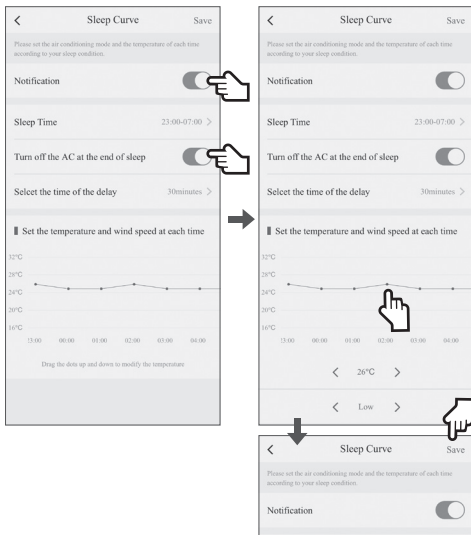 Sleep Curve Save
Please set the air conditioning mode and the temperature of each time
according to your sleep condition.
Notification
Sleep Time 23:00-07:00
Turn off the AC at the end of sleep
Selcet the time of the delay 30minutes
Set the temperature and wind speed at each time
32°C
28°C
24°C
20°C
16°C
23:00 00:00 01:00 02:00 03:00 04:00
Drag the dots up and down to modify the temperature
Sleep Curve Save
Please set the air conditioning mode and the temperature of each time
according to your sleep condition.
Notification
Sleep Time 23:00-07:00
Turn off the AC at the end of sleep
Selcet the time of the delay 30minutes
Set the temperature and wind speed at each time
32°C
28°C
24°C
20°C
16°C
23:00 00:00 01:00 02:00 03:00 04:00
26°C
Low
Sleep Curve Save
Please set the air conditioning mode and the temperature of each time
according to your sleep condition.
Notification